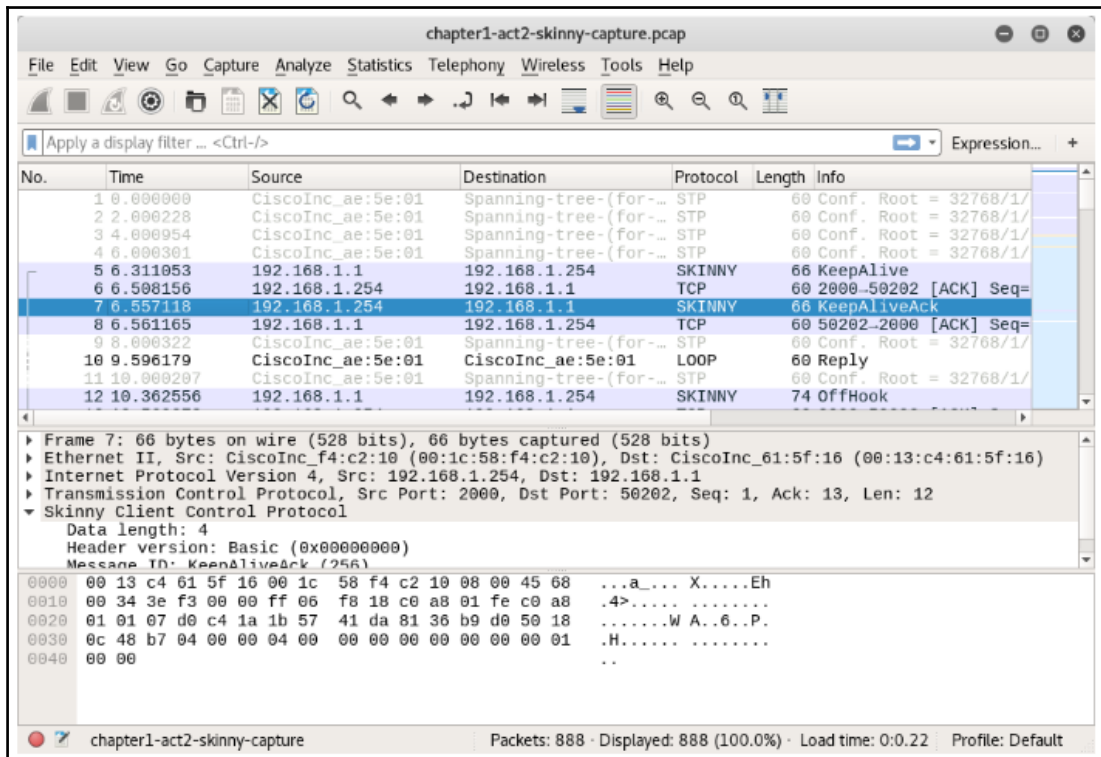 chapter1-act2-skinny-capture.pcap
File Edit View Go Capture Analyze Statistics Telephony Wireless Tools Help
Apply a display filter ... <Ctrl-/> Expression... +
No. Time Source Destination Protocol Length Info
1 0.000000 CiscoInc_ae:5e:01 Spanning-tree-(for-… STP 60 Conf. Root = 32768/1/
2 2.000228 CiscoInc_ae:5e:01 Spanning-tree-(for-… STP 60 Conf. Root = 32768/1/
3 4.000954 CiscoInc_ae:5e:01 Spanning-tree-(for-… STP 60 Conf. Root = 32768/1/
4 6.000301 CiscoInc_ae:5e:01 Spanning-tree-(for-… STP 60 Conf. Root = 32768/1/
5 6.311053 192.168.1.1 192.168.1.254 SKINNY 66 KeepAlive
6 6.508156 192.168.1.254 192.168.1.1 TCP 60 2000→50202 [ACK] Seq=
7 6.557118 192.168.1.254 192.168.1.1 SKINNY 66 KeepAliveAck
8 6.561165 192.168.1.1 192.168.1.254 TCP 60 50202→2000 [ACK] Seq=
9 8.000322 CiscoInc_ae:5e:01 Spanning-tree-(for-… STP 60 Conf. Root = 32768/1/
10 9.596179 CiscoInc_ae:5e:01 CiscoInc_ae:5e:01 LOOP 60 Reply
11 10.000207 CiscoInc_ae:5e:01 Spanning-tree-(for-… STP 60 Conf. Root = 32768/1/
12 10.362556 192.168.1.1 192.168.1.254 SKINNY 74 OffHook
Frame 7: 66 bytes on wire (528 bits), 66 bytes captured (528 bits)
Ethernet II, Src: CiscoInc_f4:c2:10 (00:1c:58:f4:c2:10), Dst: CiscoInc_61:5f:16 (00:13:c4:61:5f:16)
Internet Protocol Version 4, Src: 192.168.1.254, Dst: 192.168.1.1
Transmission Control Protocol, Src Port: 2000, Dst Port: 50202, Seq: 1, Ack: 13, Len: 12
Skinny Client Control Protocol
Data length: 4
Header version: Basic (0x00000000)
Message ID: KeepAliveAck (256)
0000 00 13 c4 61 5f 16 00 1c 58 f4 c2 10 08 00 45 68 ...a_... X.....Eh
0010 00 34 3e f3 00 00 ff 06 f8 18 c0 a8 01 fe c0 a8 .4>..... ........
0020 01 01 07 d0 c4 1a 1b 57 41 da 81 36 b9 d0 50 18 .......W A..6..P.
0030 0c 48 b7 04 00 00 04 00 00 00 00 00 00 00 00 01 .H...... ........
0040 00 00 ..
chapter1-act2-skinny-capture Packets: 888 · Displayed: 888 (100.0%) · Load time: 0:0.22 Profile: Default